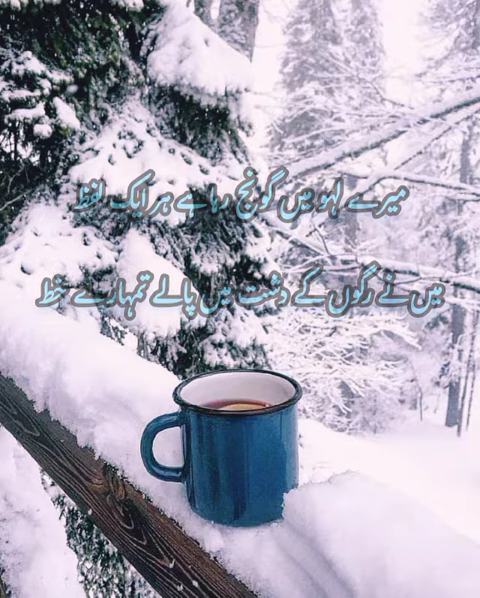 میرے لہو میں گونج رہا ہے ہر ایک لفظ
میں نے رگوں کے دشت میں پالے تمہارے خط